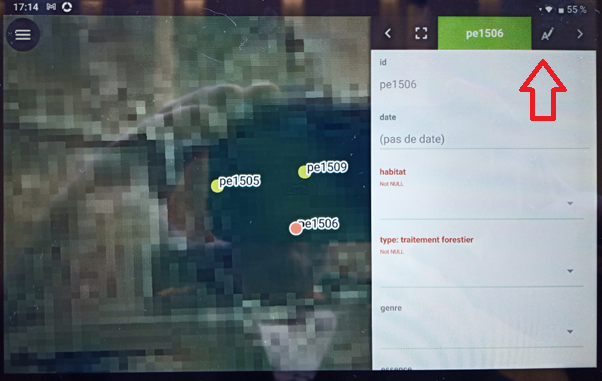 17:14
55 %
pe1506
id
pe1506
date
(pas de date)
habitat
Not NULL
type: traitement forestier
Not NULL
genre
essence
pe1505
pe1509
pe1506